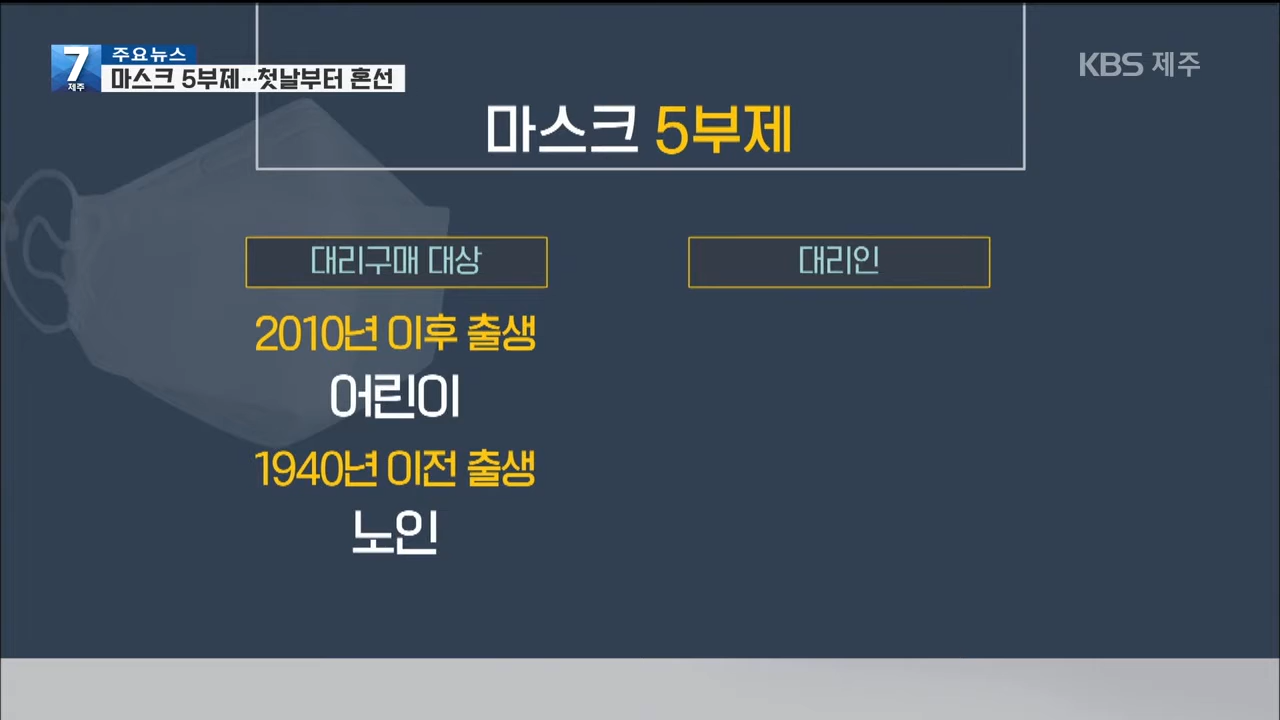 7 제주
주요뉴스
마스크 5부제…첫날부터 혼선
KBS 제주
마스크 5부제
대리구매 대상
대리인
2010년 이후 출생
어린이
1940년 이전 출생
노인